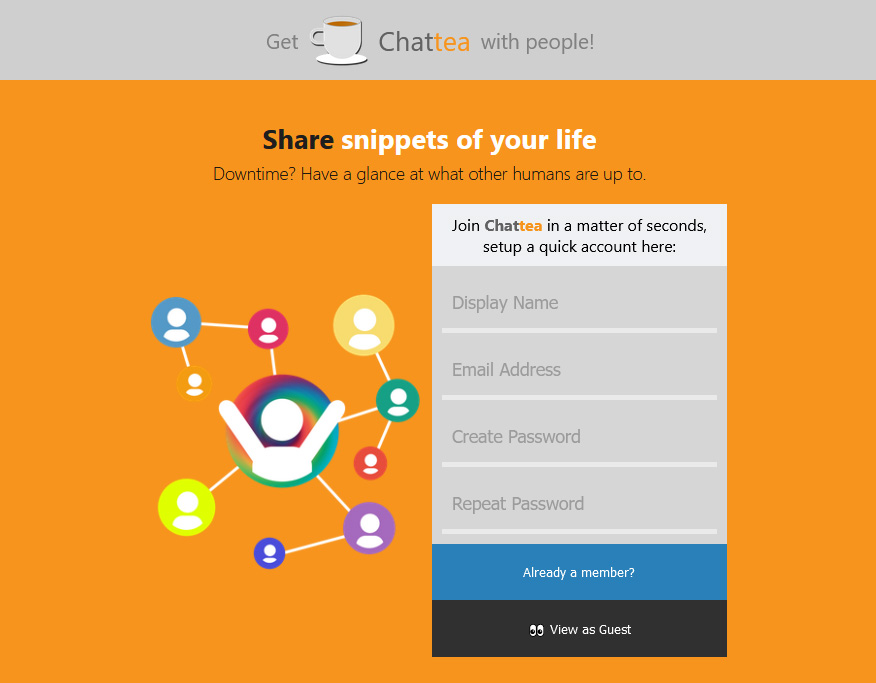 Get Chattea with people!
Share snippets of your life
Downtime? Have a glance at what other humans are up to.
Join Chattea in a matter of seconds,
setup a quick account here:
Display Name
Email Address
Create Password
Repeat Password
Already a member?
View as Guest